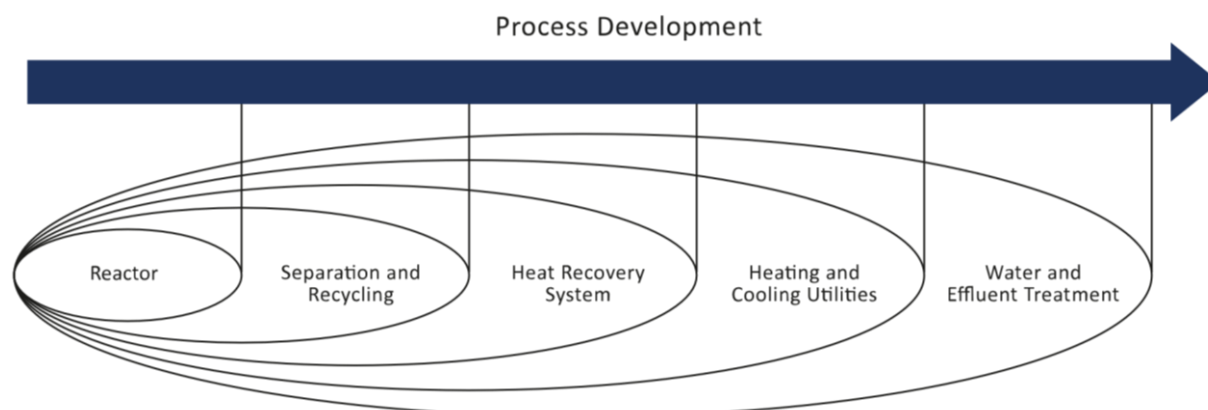 Process Development
Reactor
Separation and
Recycling
Heat Recovery
System
Heating and
Cooling Utilities
Water and
Effluent Treatment